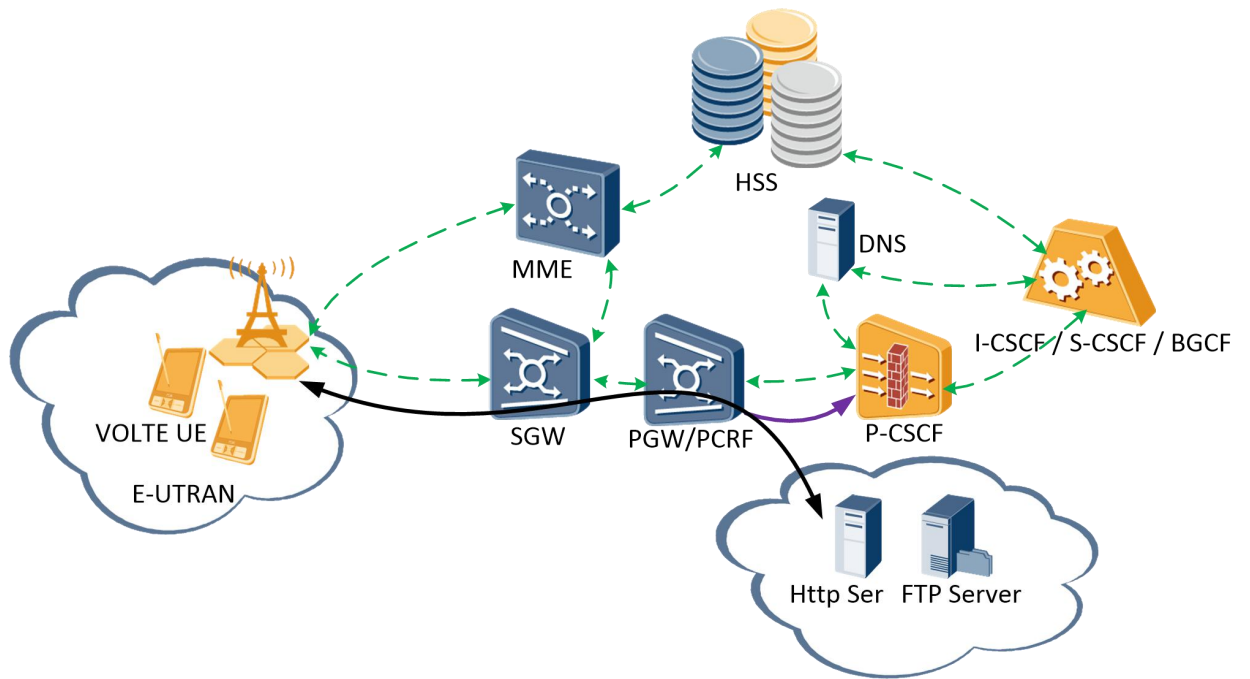 HSS
DNS
MME
I-CSCF / S-CSCF / BGCF
VOLTE UE
SGW
PGW/PCRF
P-CSCF
E-UTRAN
Http Ser
FTP Server